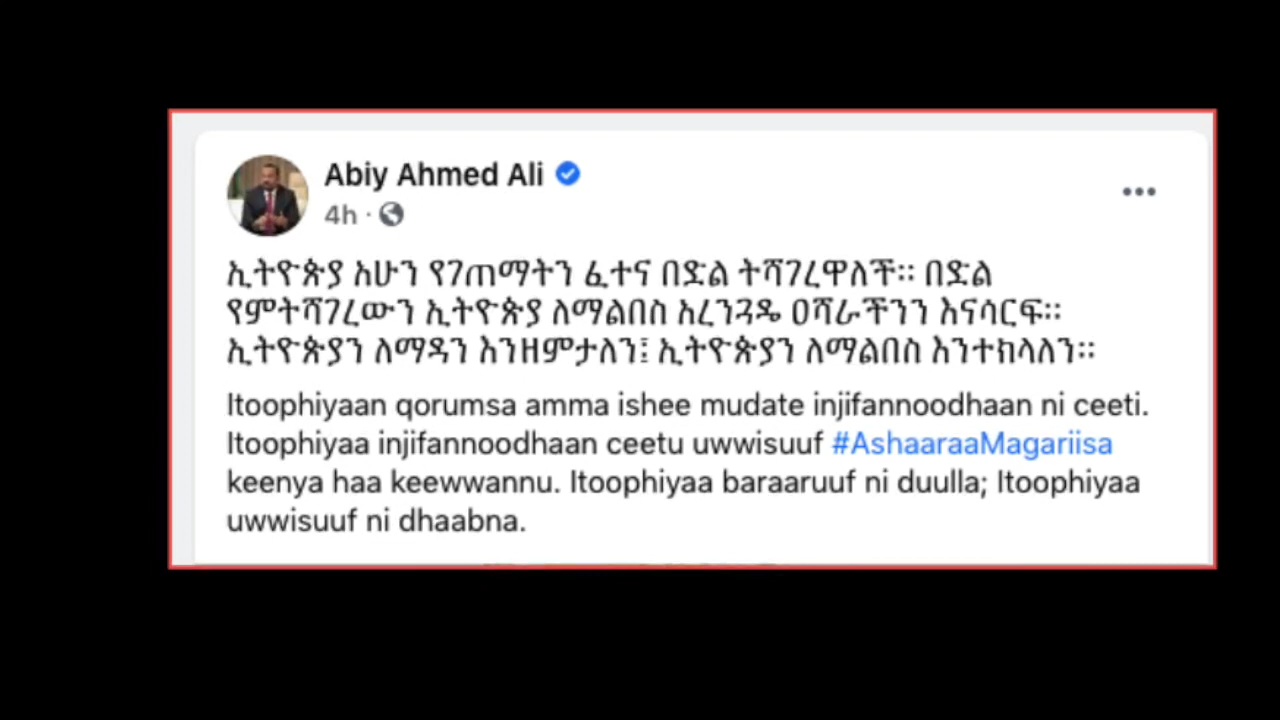 Abiy Ahmed Ali
4h ·
ኢትዮጵያ አሁን የገጠማትን ፈተና በድል ትሻገረዋለች። በድል
የምትሻገረውን ኢትዮጵያ ለማልበስ አረንጓዴ ዐሻራችንን እናሳርፍ።
ኢትዮጵያን ለማዳን እንዘምታለን፤ ኢትዮጵያን ለማልበስ እንተክላለን።
Itoophiyaan qorumsa amma ishee mudate injifannoodhaan ni ceeti.
Itoophiyaa injifannoodhaan ceetu uwwisuuf #AshaaraaMagariisa
keenya haa keewwannu. Itoophiyaa baraaruuf ni duulla; Itoophiyaa
uwwisuuf ni dhaabna.